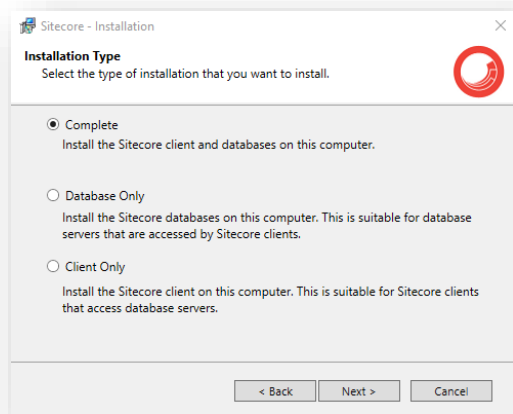 Sitecore - Installation
Installation Type
Select the type of installation that you want to install.
Complete
Install the Sitecore client and databases on this computer.
Database Only
Install the Sitecore databases on this computer. This is suitable for database
servers that are accessed by Sitecore clients.
Client Only
Install the Sitecore client on this computer. This is suitable for Sitecore clients
that access database servers.
< Back Next > Cancel